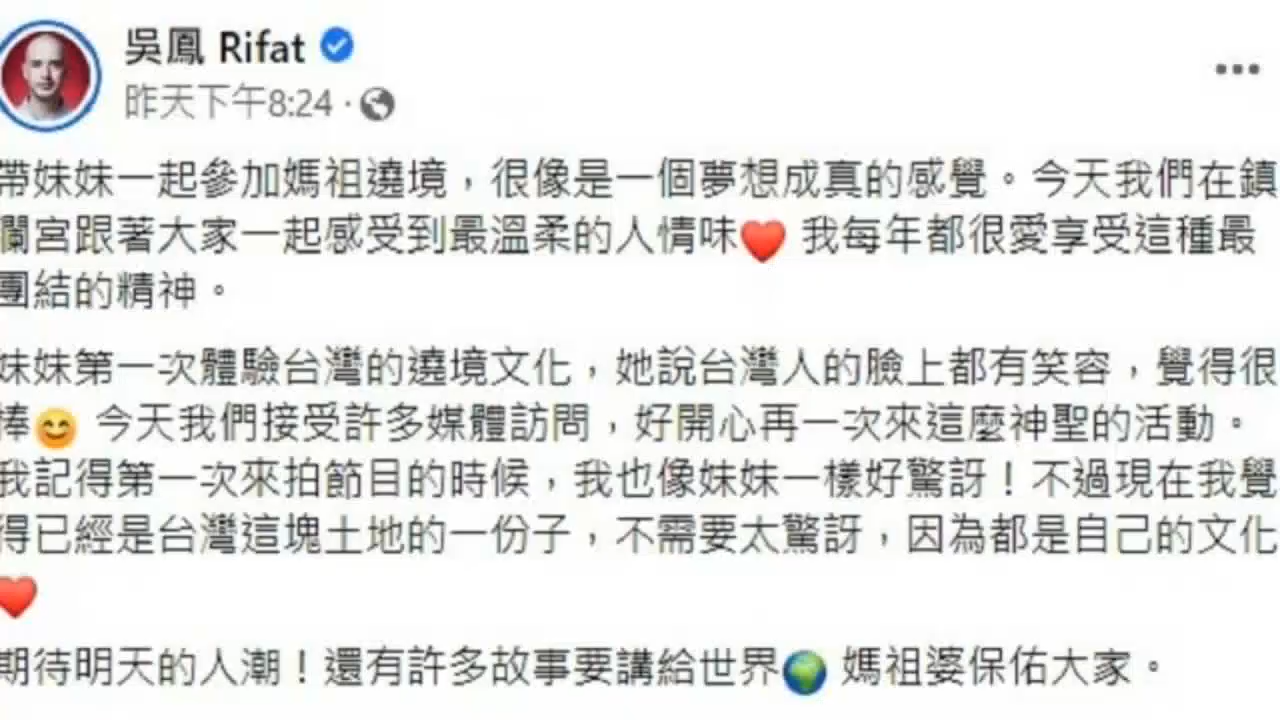 吳鳳 Rifat
昨天下午8:24 ·
帶妹妹一起參加媽祖遶境，很像是一個夢想成真的感覺。今天我們在鎮
瀾宮跟著大家一起感受到最溫柔的人情味❤️ 我每年都很愛享受這種最
團結的精神。
妹妹第一次體驗台灣的遶境文化，她說台灣人的臉上都有笑容，覺得很
棒😊 今天我們接受許多媒體訪問，好開心再一次來這麼神聖的活動。
我記得第一次來拍節目的時候，我也像妹妹一樣好驚訝！不過現在我覺
得已經是台灣這塊土地的一份子，不需要太驚訝，因為都是自己的文化
❤️
期待明天的人潮！還有許多故事要講給世界🌍 媽祖婆保佑大家。